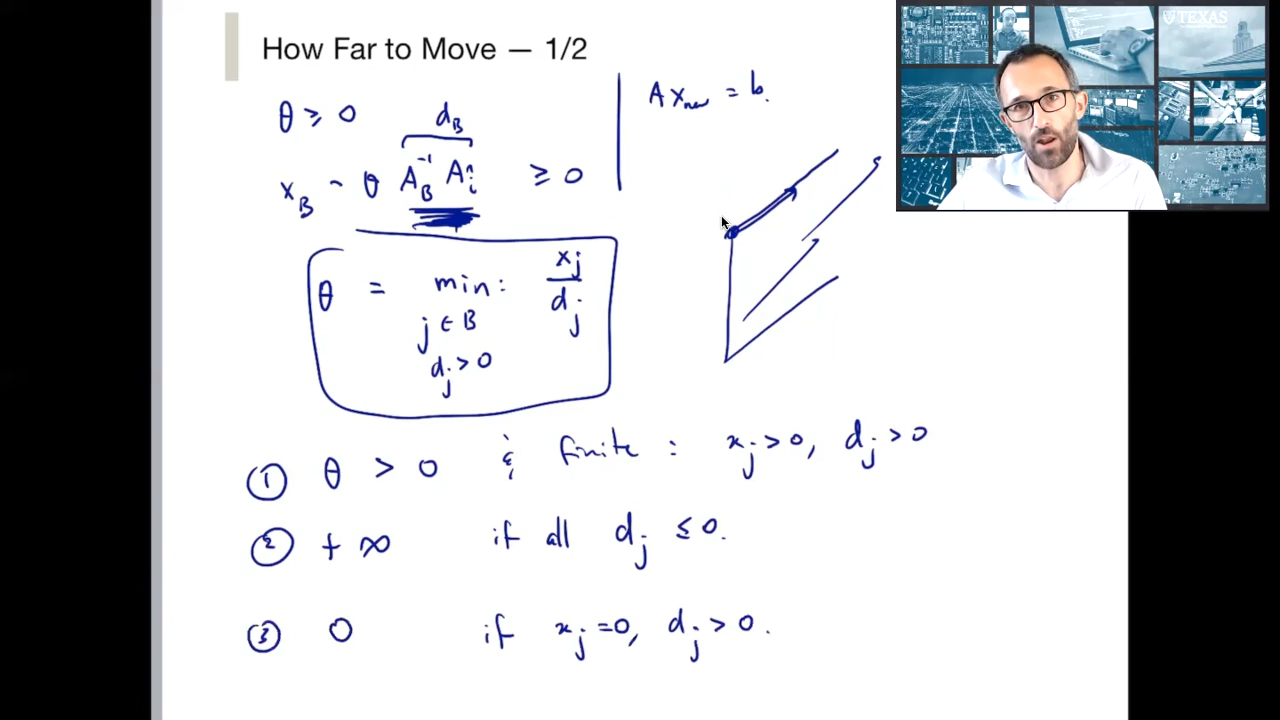 How Far to Move — 1/2
θ ≥ 0
d_B
x_B - θ A_B^{-1} A_i ≥ 0
A x_new = b.
θ = min: x_j / d_j
j ∈ B
d_j > 0
① θ > 0 & finite : x_j > 0, d_j > 0
② + ∞ if all d_j ≤ 0.
③ 0 if x_j = 0, d_j > 0.
TEXAS